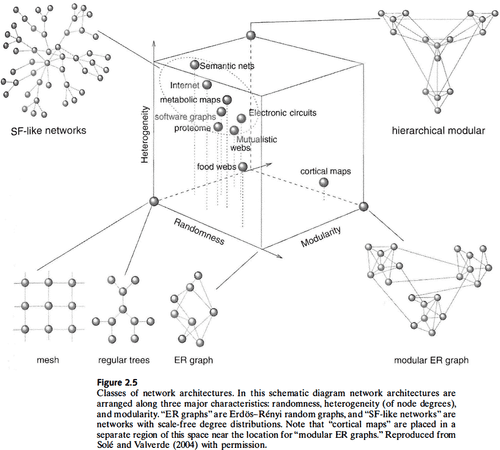 Semantic nets
Internet
metabolic maps
software graphs
Electronic circuits
proteome
Mutualistic
webs
food webs
cortical maps
SF-like networks
hierarchical modular
Heterogeneity
Randomness
Modularity
mesh
regular trees
ER graph
modular ER graph
Figure 2.5
Classes of network architectures. In this schematic diagram network architectures are
arranged along three major characteristics: randomness, heterogeneity (of node degrees),
and modularity. “ER graphs” are Erdös–Rényi random graphs, and “SF-like networks” are
networks with scale-free degree distributions. Note that “cortical maps” are placed in a
separate region of this space near the location for “modular ER graphs.” Reproduced from
Solé and Valverde (2004) with permission.